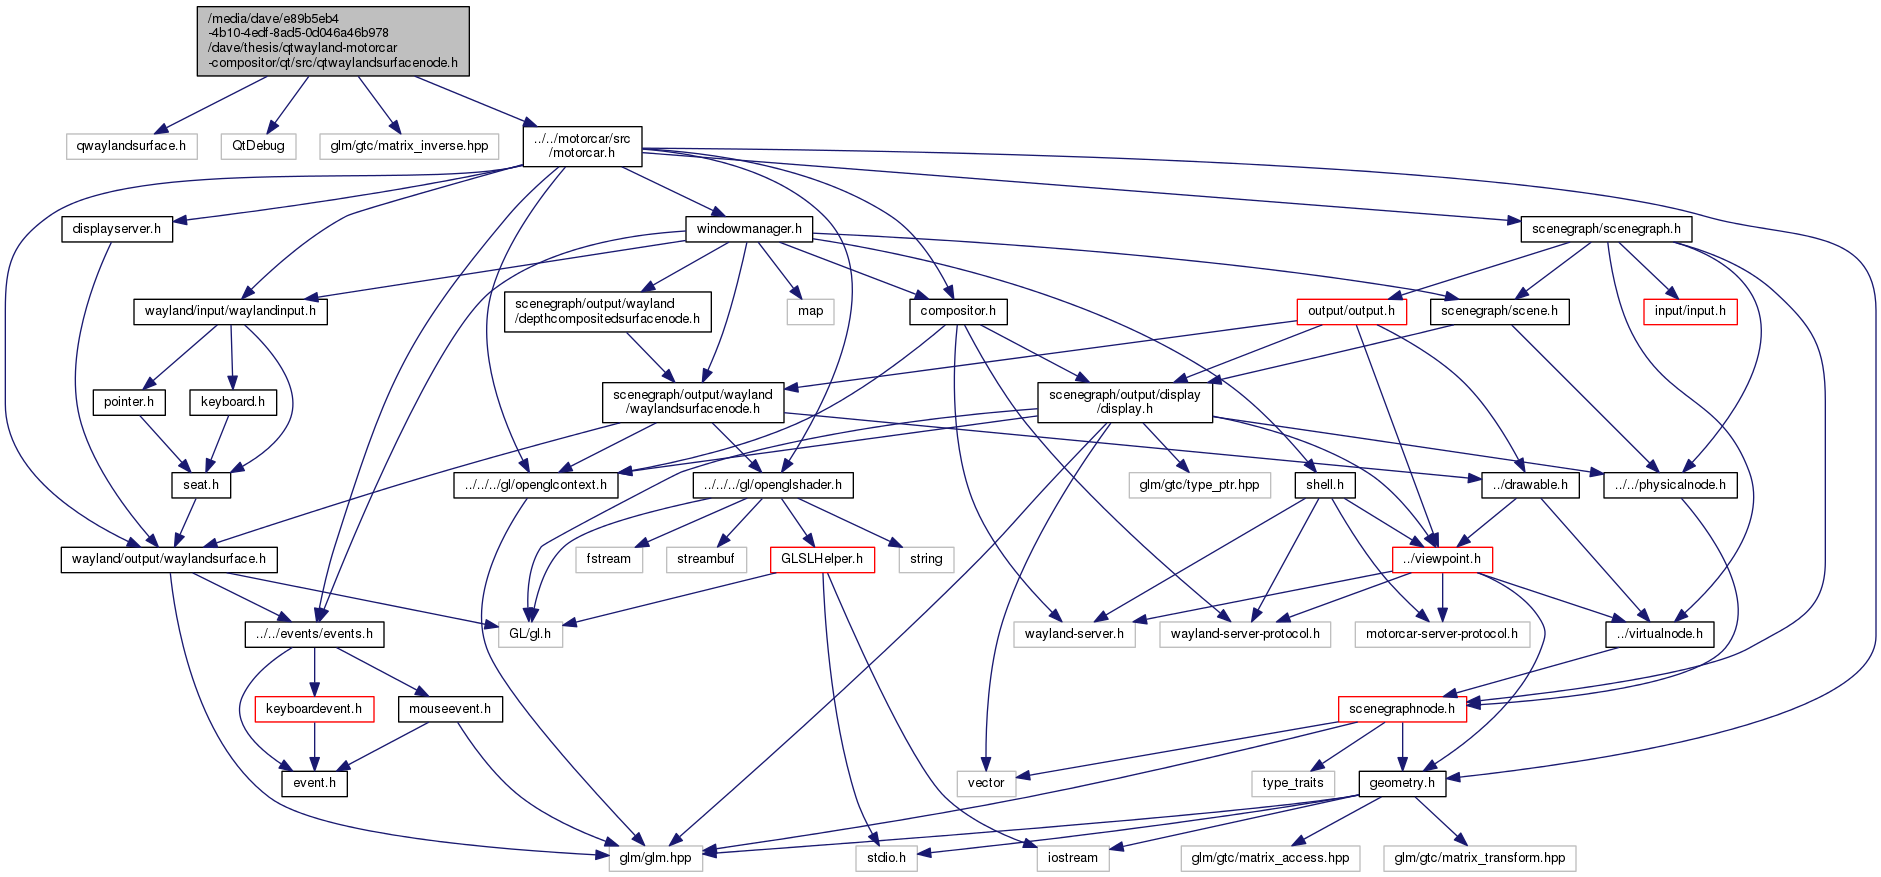 /media/dave/e89b5eb4
-4b10-4edf-8ad5-0d046a46b978
/dave/thesis/qtwayland-motorcar
-compositor/qt/src/qtwaylandsurfacenode.h
qwaylandsurface.h
QtDebug
glm/gtc/matrix_inverse.hpp
../../motorcar/src
/motorcar.h
displayserver.h
windowmanager.h
scenegraph/scenegraph.h
wayland/input/waylandinput.h
scenegraph/output/wayland
/depthcompositedsurfacenode.h
map
compositor.h
output/output.h
scenegraph/scene.h
input/input.h
pointer.h
keyboard.h
scenegraph/output/wayland
/waylandsurfacenode.h
scenegraph/output/display
/display.h
seat.h
../../../gl/openglcontext.h
../../../gl/openglshader.h
glm/gtc/type_ptr.hpp
shell.h
../drawable.h
../../physicalnode.h
wayland/output/waylandsurface.h
fstream
streambuf
GLSLHelper.h
string
../viewpoint.h
../../events/events.h
GL/gl.h
wayland-server.h
wayland-server-protocol.h
motorcar-server-protocol.h
../virtualnode.h
keyboardevent.h
mouseevent.h
scenegraphnode.h
event.h
vector
type_traits
geometry.h
glm/glm.hpp
stdio.h
iostream
glm/gtc/matrix_access.hpp
glm/gtc/matrix_transform.hpp